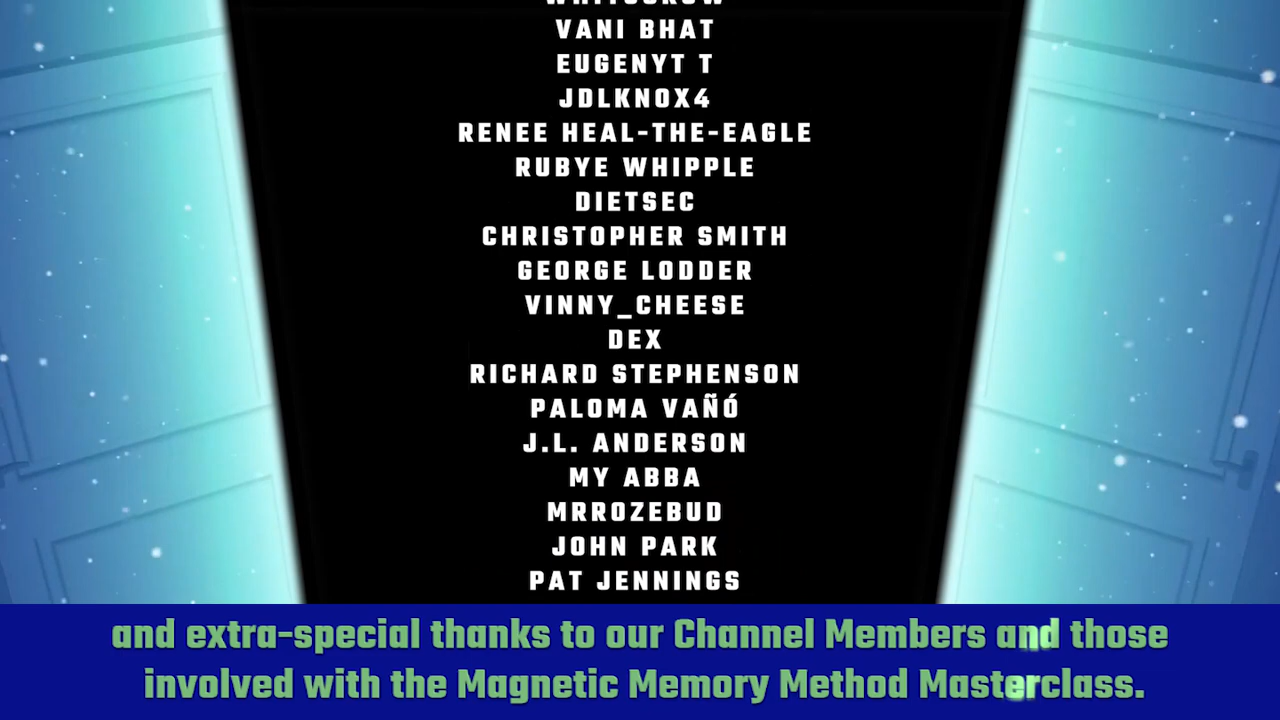 VANI BHAT
EUGENYT T
JDLKNOX4
RENEE HEAL-THE-EAGLE
RUBYE WHIPPLE
DIETSEC
CHRISTOPHER SMITH
GEORGE LODDER
VINNY_CHEESE
DEX
RICHARD STEPHENSON
PALOMA VAÑÓ
J.L. ANDERSON
MY ABBA
MRROZEBUD
JOHN PARK
PAT JENNINGS
and extra-special thanks to our Channel Members and those
involved with the Magnetic Memory Method Masterclass.